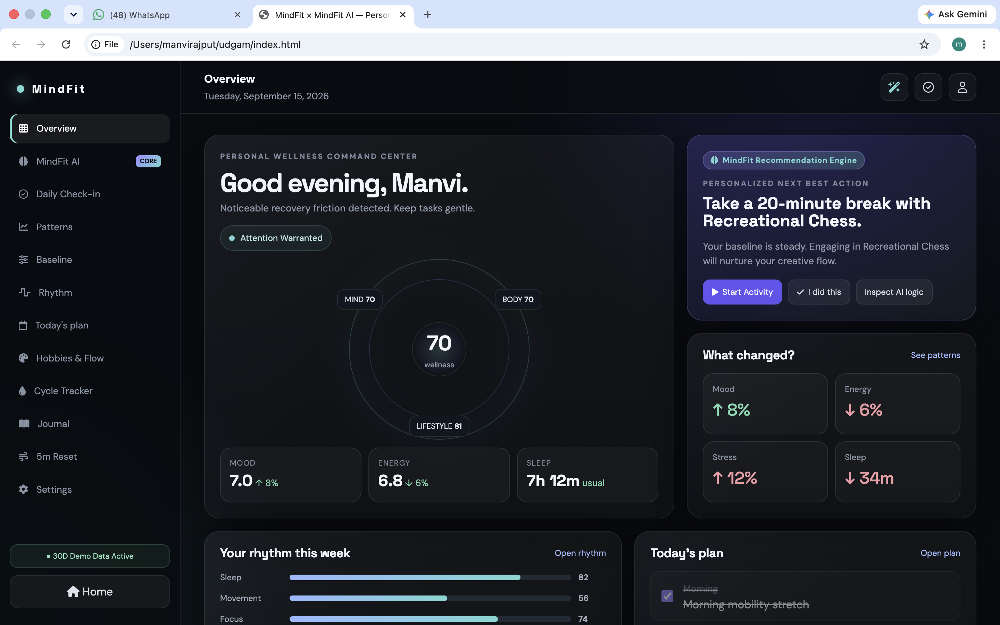 (48) WhatsApp
MindFit × MindFit AI — Person
Ask Gemini
File
/Users/manvirajput/udgam/index.html
m
MindFit
Overview
MindFit AI
CORE
Daily Check-in
Patterns
Baseline
Rhythm
Today's plan
Hobbies & Flow
Cycle Tracker
Journal
5m Reset
Settings
30D Demo Data Active
Home
Overview
Tuesday, September 15, 2026
PERSONAL WELLNESS COMMAND CENTER
Good evening, Manvi.
Noticeable recovery friction detected. Keep tasks gentle.
Attention Warranted
MIND 70
BODY 70
70
wellness
LIFESTYLE 81
MOOD
7.0 ↑ 8%
ENERGY
6.8 ↓ 6%
SLEEP
7h 12m usual
MindFit Recommendation Engine
PERSONALIZED NEXT BEST ACTION
Take a 20-minute break with
Recreational Chess.
Your baseline is steady. Engaging in Recreational Chess
will nurture your creative flow.
Start Activity
I did this
Inspect AI logic
What changed?
See patterns
Mood
↑ 8%
Energy
↓ 6%
Stress
↑ 12%
Sleep
↓ 34m
Your rhythm this week
Open rhythm
Sleep
82
Movement
56
Focus
74
Today's plan
Open plan
Morning
Morning mobility stretch